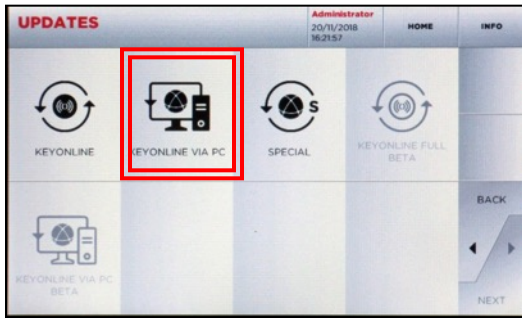 UPDATES
Administrator
20/11/2018
16:21:57
HOME
INFO
KEYONLINE
KEYONLINE VIA PC
S
SPECIAL
KEYONLINE FULL
BETA
KEYONLINE VIA PC
BETA
BACK
NEXT